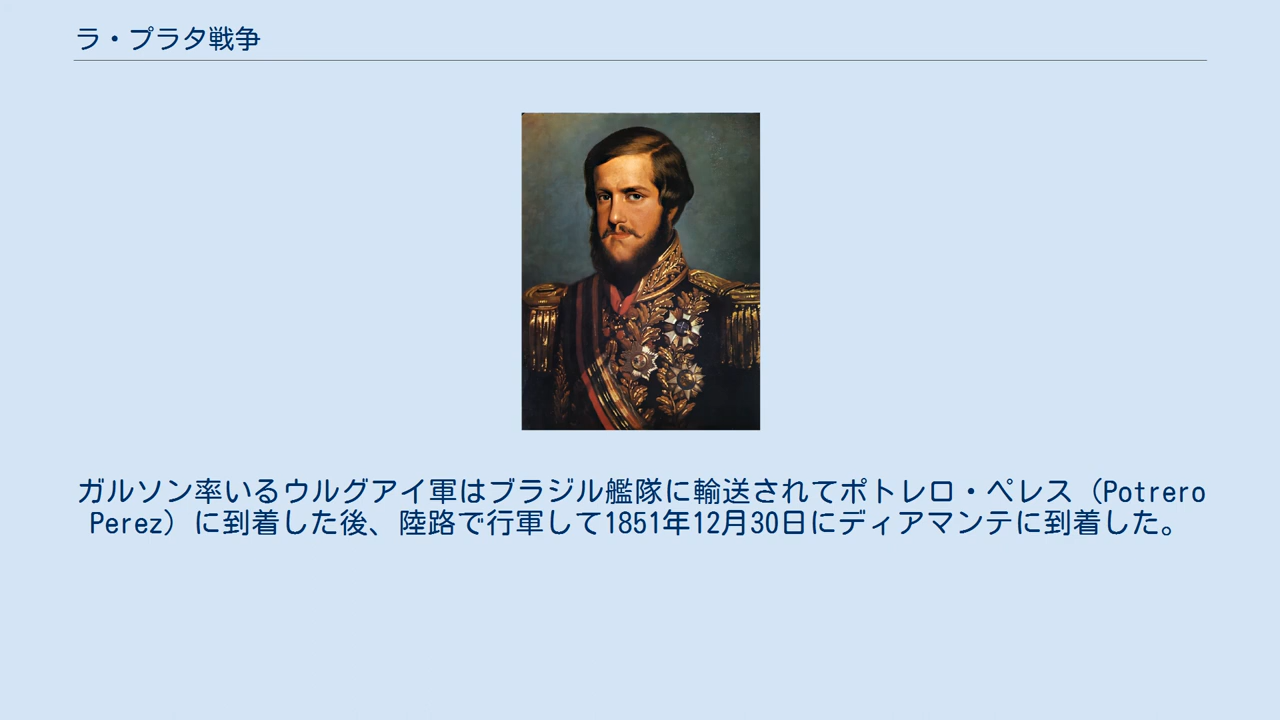 ラ・プラタ戦争
ガルソン率いるウルグアイ軍はブラジル艦隊に輸送されてポトレロ・ペレス（Potrero
Perez）に到着した後、陸路で行軍して1851年12月30日にディアマンテに到着した。